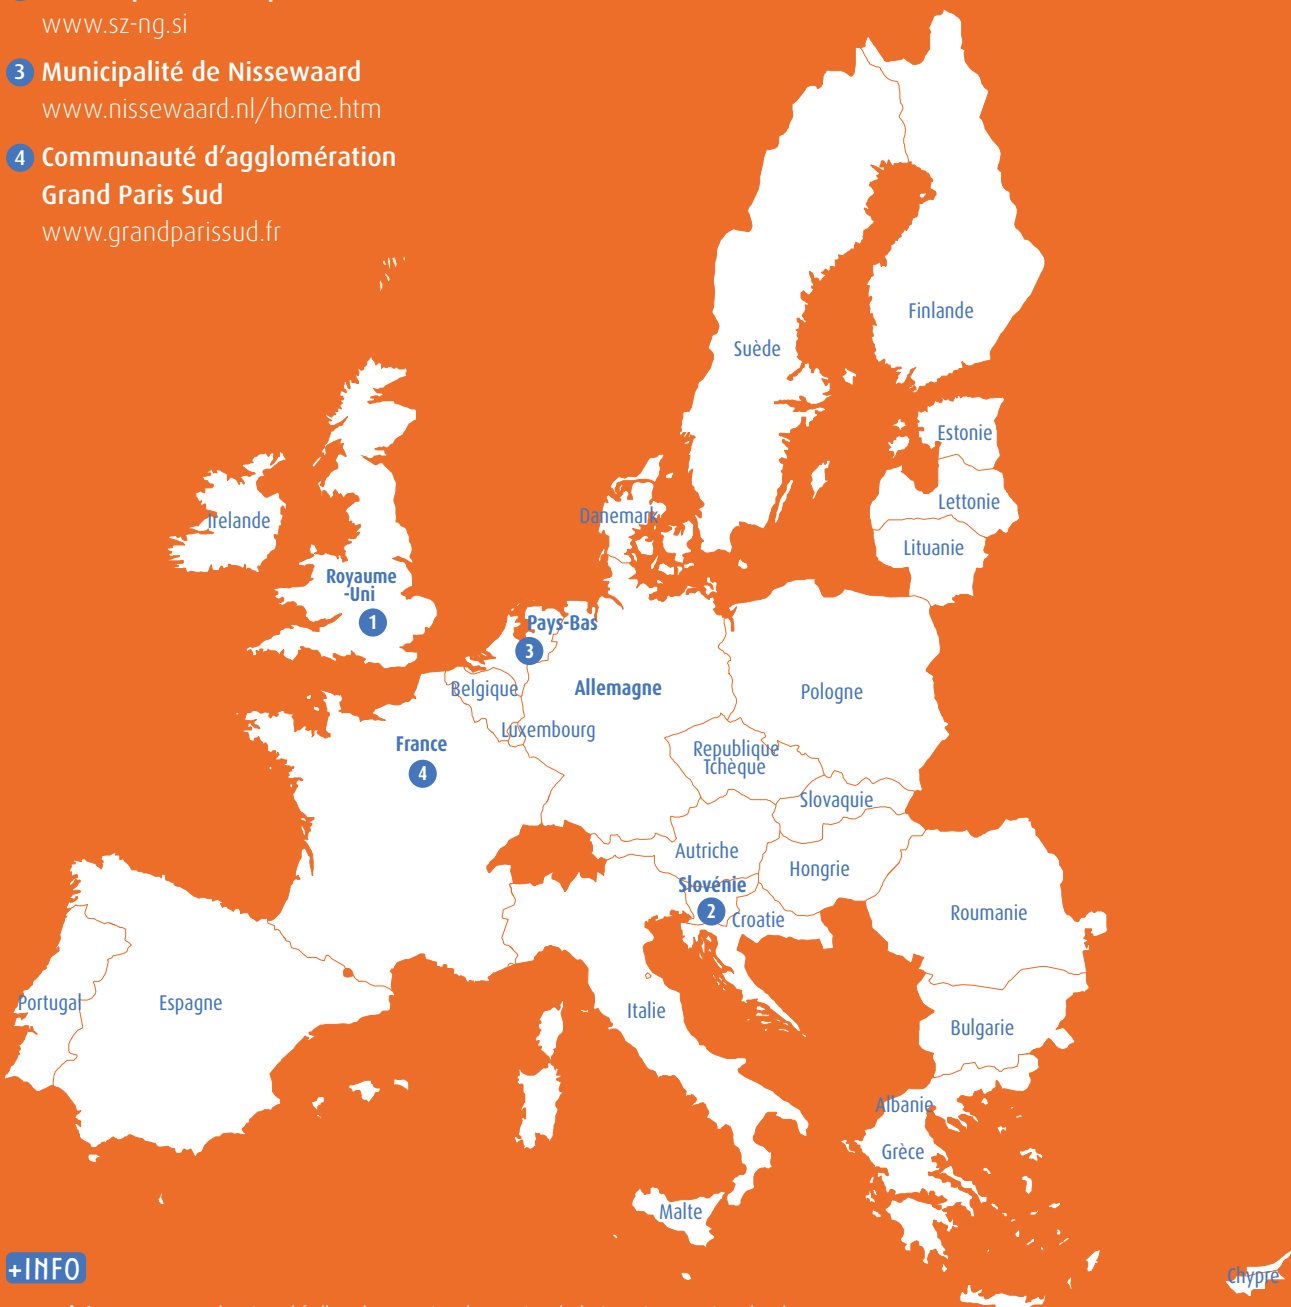 www.sz-ng.si
3 Municipalité de Nissewaard
www.nissewaard.nl/home.htm
4 Communauté d’agglomération
Grand Paris Sud
www.grandparissud.fr
Finlande
Suède
Estonie
Lettonie
Irelande
Danemark
Lituanie
Royaume
-Uni
1
Pays-Bas
3
Belgique
Allemagne
Pologne
Luxembourg
France
4
Republique
Tchèque
Slovaquie
Autriche
Hongrie
Slovénie
2
Croatie
Roumanie
Portugal
Espagne
Italie
Bulgarie
Albanie
Grèce
Malte
+INFO
Chypre